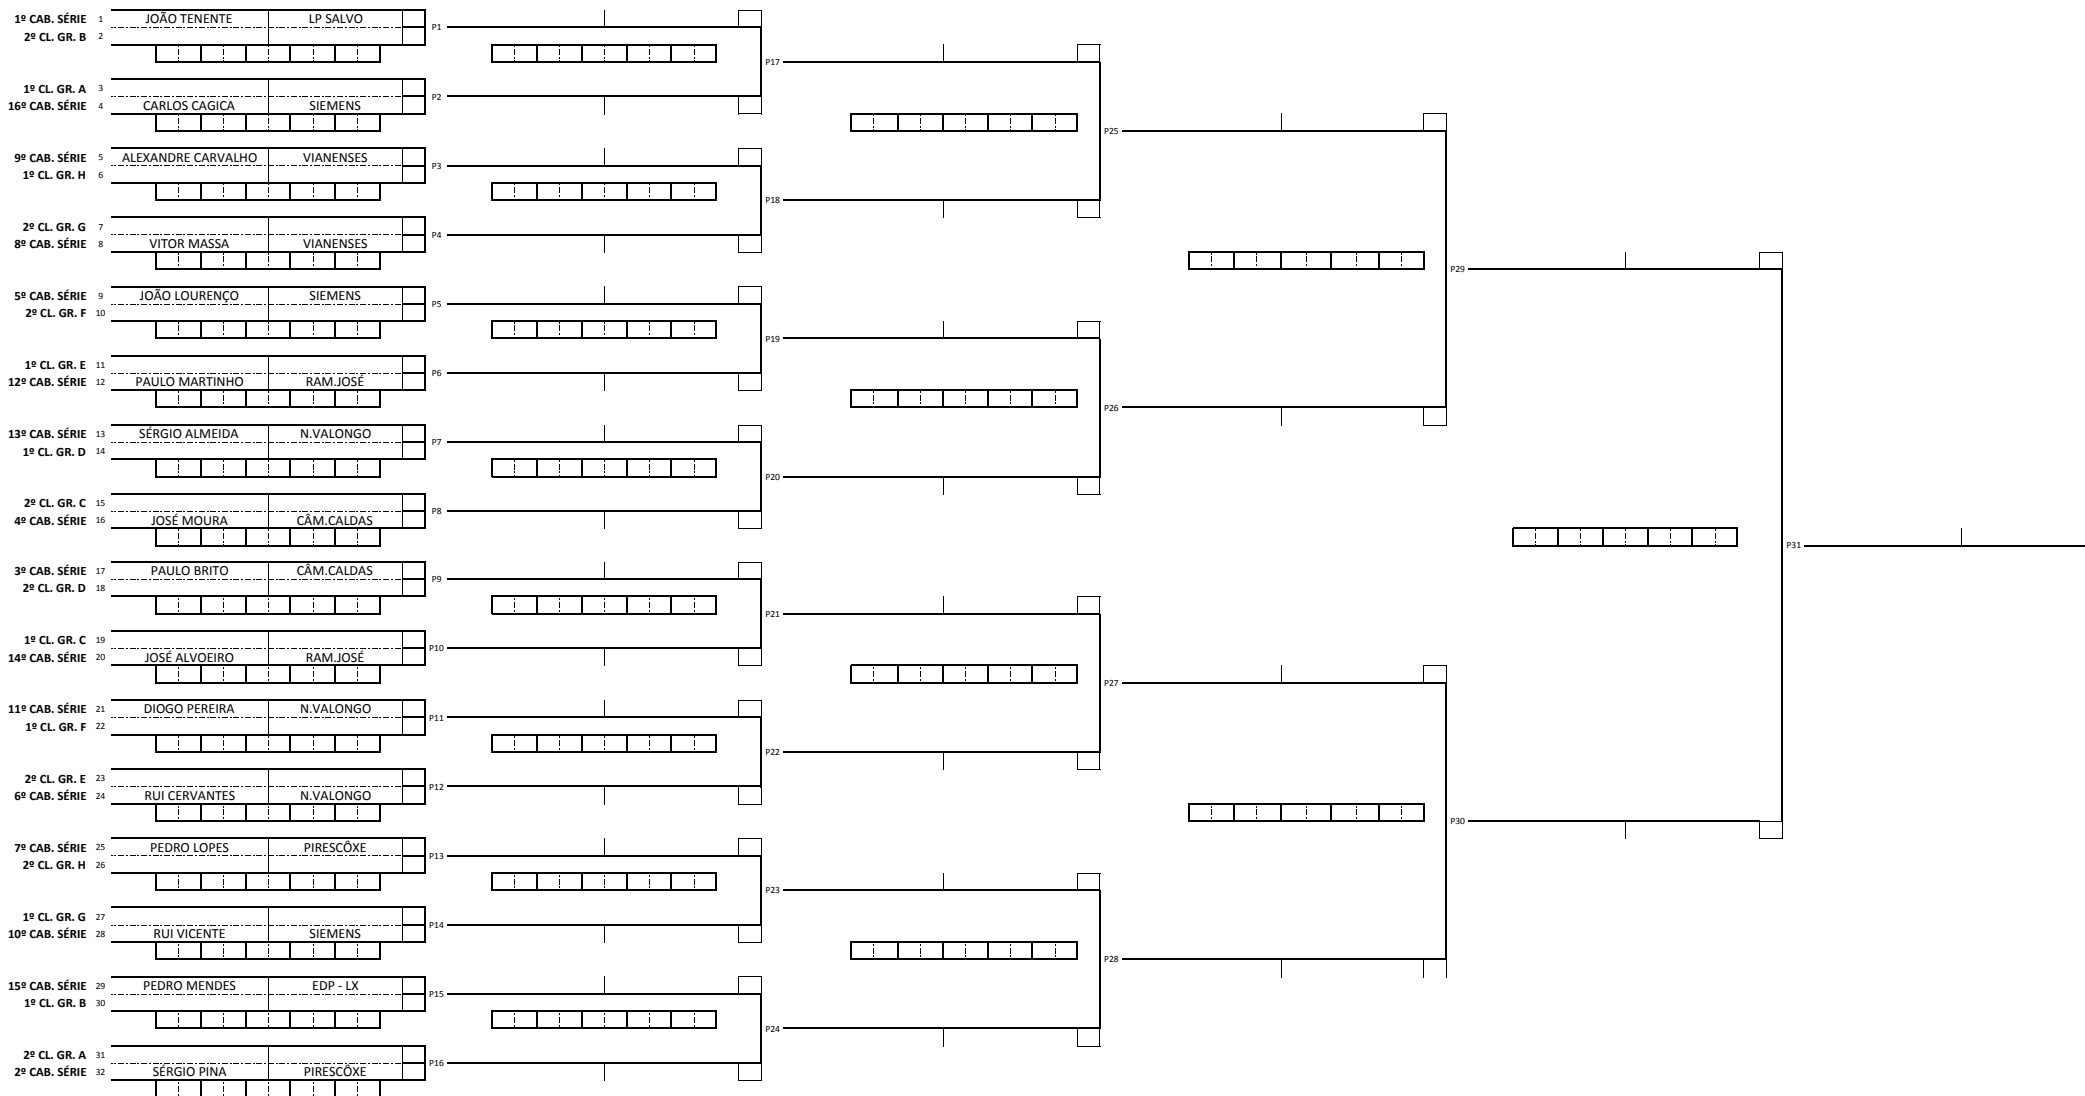 1º CAB. SÉRIE 1 JOÃO TENENTE LP SALVO
P1
2º CL. GR. B 2
P17
1º CL. GR. A 3
P2
16º CAB. SÉRIE 4 CARLOS CAGICA SIEMENS
P25
9º CAB. SÉRIE 5 ALEXANDRE CARVALHO VIANENSES
P3
1º CL. GR. H 6
P18
2º CL. GR. G 7
P4
8º CAB. SÉRIE 8 VITOR MASSA VIANENSES
P29
5º CAB. SÉRIE 9 JOÃO LOURENÇO SIEMENS
P5
2º CL. GR. F 10
P19
1º CL. GR. E 11
P6
12º CAB. SÉRIE 12 PAULO MARTINHO RAM.JOSÉ
P26
13º CAB. SÉRIE 13 SÉRGIO ALMEIDA N.VALONGO
P7
1º CL. GR. D 14
P20
2º CL. GR. C 15
P8
4º CAB. SÉRIE 16 JOSÉ MOURA CÂM.CALDAS
P31
3º CAB. SÉRIE 17 PAULO BRITO CÂM.CALDAS
P9
2º CL. GR. D 18
P21
1º CL. GR. C 19
P10
14º CAB. SÉRIE 20 JOSÉ ALVOEIRO RAM.JOSÉ
P27
11º CAB. SÉRIE 21 DIOGO PEREIRA N.VALONGO
P11
1º CL. GR. F 22
P22
2º CL. GR. E 23
P12
6º CAB. SÉRIE 24 RUI CERVANTES N.VALONGO
P30
7º CAB. SÉRIE 25 PEDRO LOPES PIRESCÔXE
P13
2º CL. GR. H 26
P23
1º CL. GR. G 27
P14
10º CAB. SÉRIE 28 RUI VICENTE SIEMENS
P28
15º CAB. SÉRIE 29 PEDRO MENDES EDP - LX
P15
1º CL. GR. B 30
P24
2º CL. GR. A 31
P16
2º CAB. SÉRIE 32 SÉRGIO PINA PIRESCÔXE